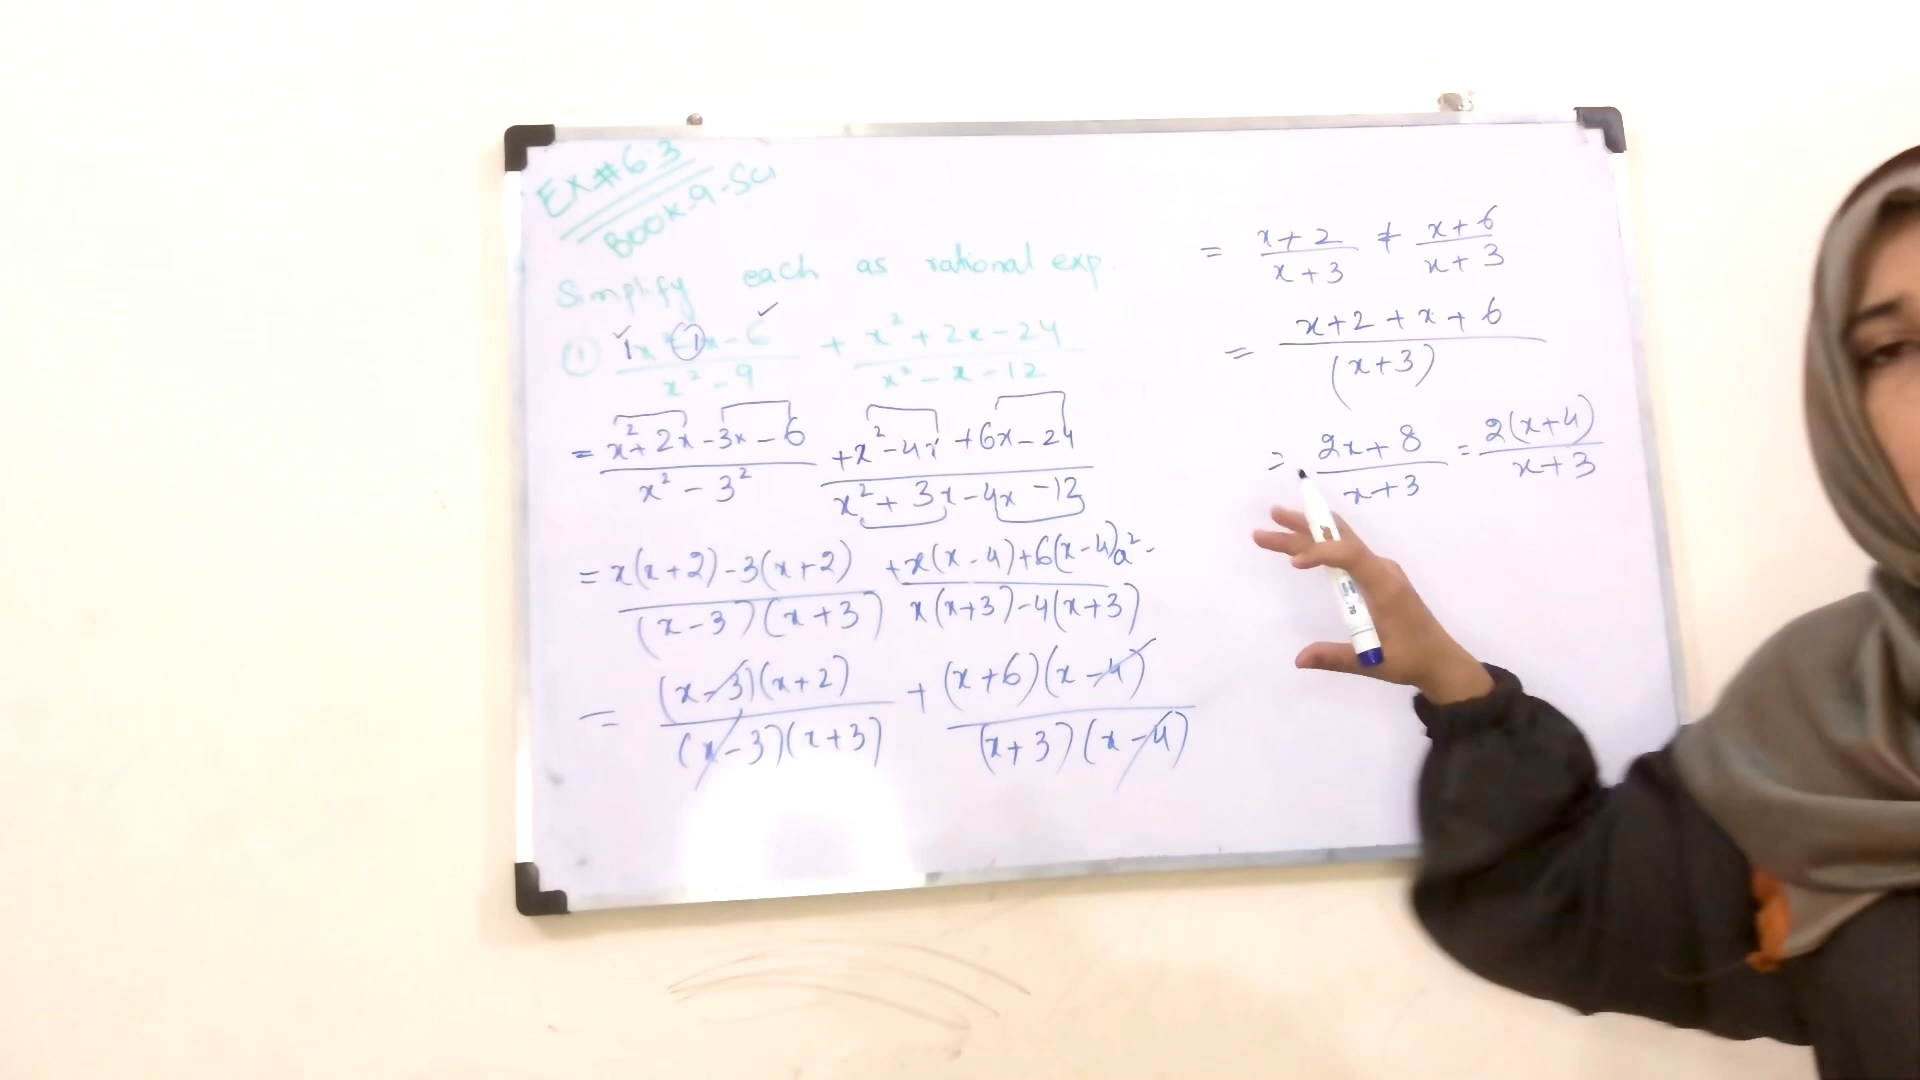 EX#6.3
BOOK-9-Sci
Simplify each as rational exp.
① 1x² - 1x - 6 / x² - 9 + x² + 2x - 24 / x² - x - 12
= x² + 2x - 3x - 6 / x² - 3² + x² - 4x + 6x - 24 / x² + 3x - 4x - 12
= x(x+2) - 3(x+2) / (x-3)(x+3) + x(x-4) + 6(x-4) / x(x+3) - 4(x+3) a² -
= (x-3)(x+2) / (x-3)(x+3) + (x+6)(x-4) / (x+3)(x-4)
= x+2 / x+3 + x+6 / x+3
= x+2+x+6 / (x+3)
= 2x+8 / x+3 = 2(x+4) / x+3